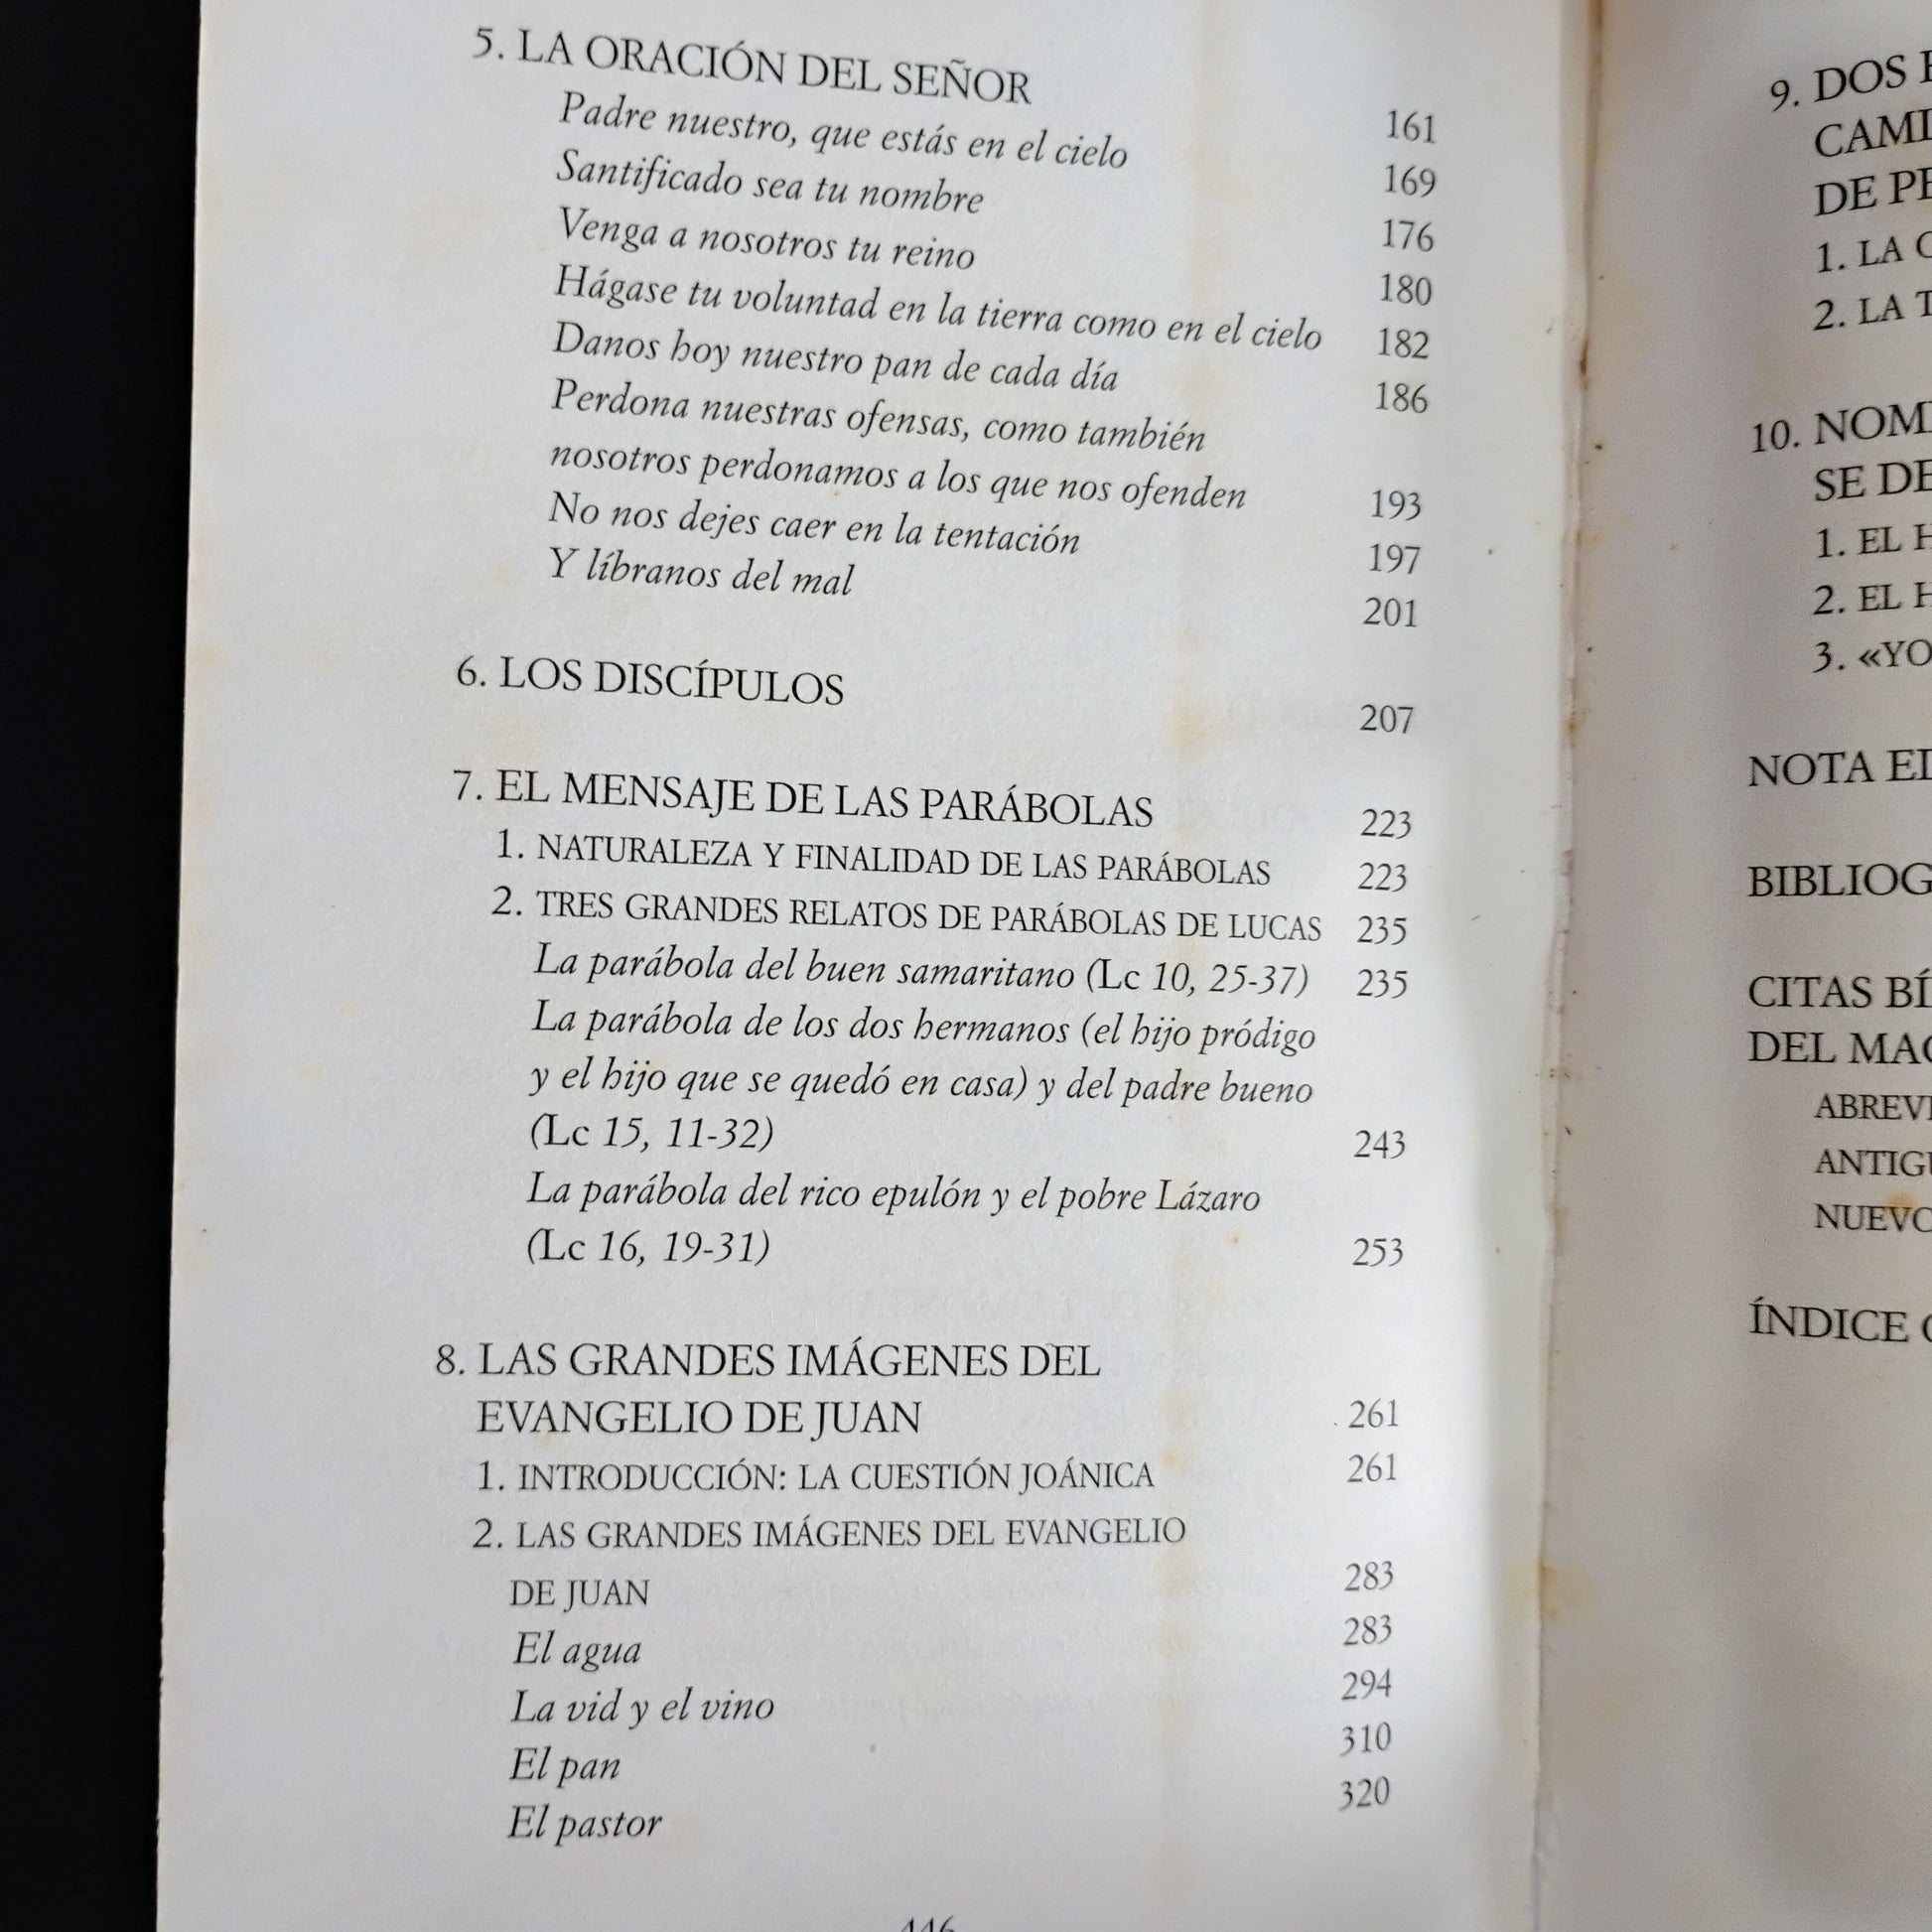 5. LA ORACIÓN DEL SEÑOR 161
Padre nuestro, que estás en el cielo 169
Santificado sea tu nombre 176
Venga a nosotros tu reino 180
Hágase tu voluntad en la tierra como en el cielo 182
Danos hoy nuestro pan de cada día 186
Perdona nuestras ofensas, como también
nosotros perdonamos a los que nos ofenden 193
No nos dejes caer en la tentación 197
Y líbranos del mal 201
6. LOS DISCÍPULOS 207
7. EL MENSAJE DE LAS PARÁBOLAS 223
1. NATURALEZA Y FINALIDAD DE LAS PARÁBOLAS 223
2. TRES GRANDES RELATOS DE PARÁBOLAS DE LUCAS 235
La parábola del buen samaritano (Lc 10, 25-37) 235
La parábola de los dos hermanos (el hijo pródigo
y el hijo que se quedó en casa) y del padre bueno
(Lc 15, 11-32) 243
La parábola del rico epulón y el pobre Lázaro
(Lc 16, 19-31) 253
8. LAS GRANDES IMÁGENES DEL
EVANGELIO DE JUAN 261
1. INTRODUCCIÓN: LA CUESTIÓN JOÁNICA 261
2. LAS GRANDES IMÁGENES DEL EVANGELIO
DE JUAN 283
El agua 283
La vid y el vino 294
El pan 310
El pastor 320
446
9. DOS
CAMI
DE PE
1. LA
2. LA
10. NOM
SE DE
1. EL H
2. EL H
3. «YO
NOTA
BIBLIOG
CITAS BÍ
DEL MAG
ABREVI
ANTIGU
NUEVO
ÍNDICE